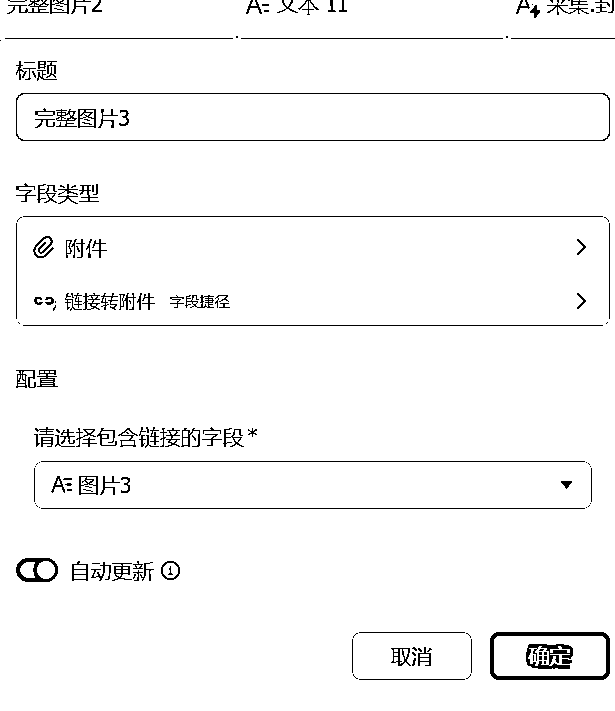 完整图片2 文本 11 采集.封
标题
完整图片3
字段类型
附件
链接转附件 字段捷径
配置
请选择包含链接的字段*
图片3
自动更新
取消 确定